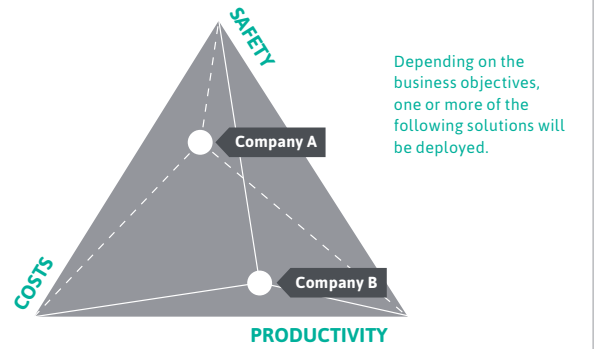 SAFETY
Depending on the
business objectives,
one or more of the
following solutions will
be deployed.
Company A
COSTS
Company B
PRODUCTIVITY